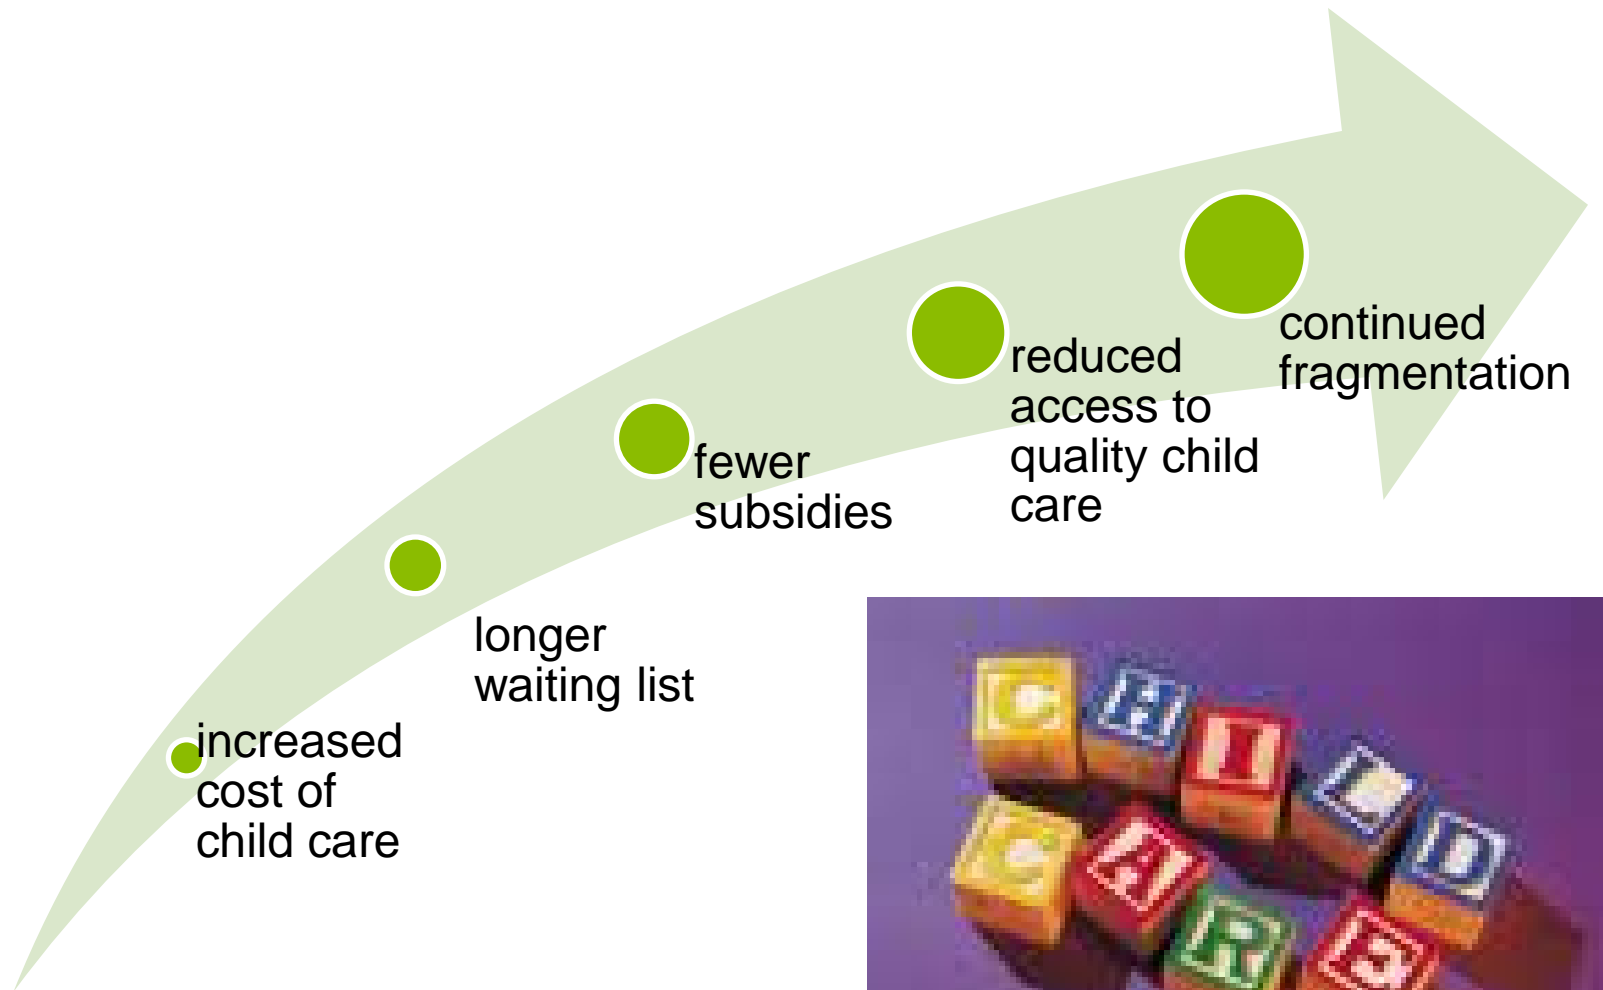 increased
cost of
child care
longer
waiting list
fewer
subsidies
reduced
access to
quality child
care
continued
fragmentation
CHILD
CARE